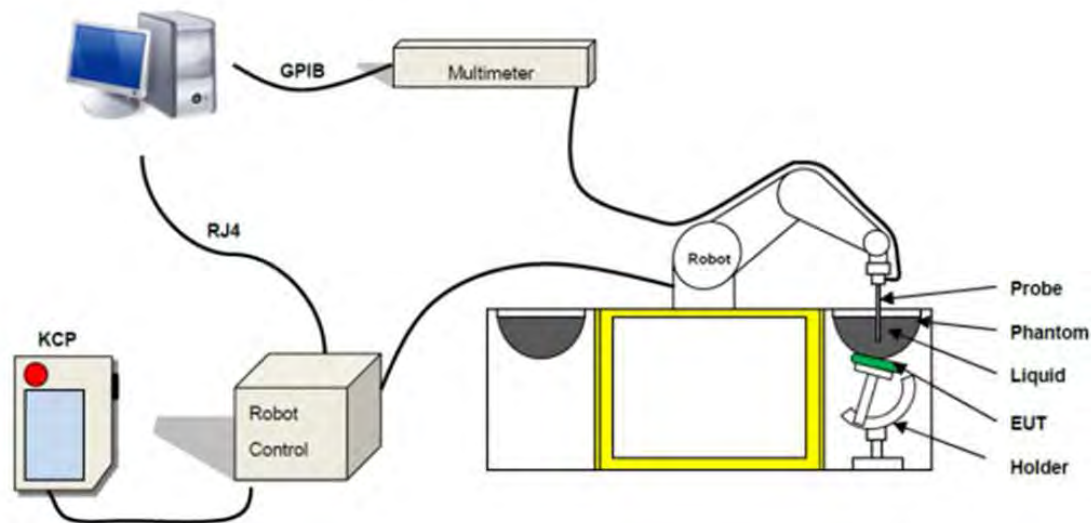 GPIB
Multimeter
RJ4
Robot
Probe
Phantom
KCP
Liquid
Robot
Control
EUT
Holder